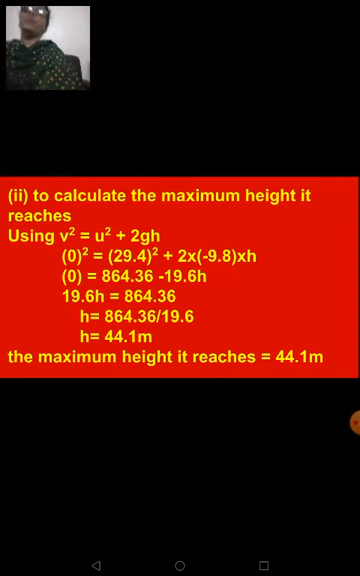 (ii) to calculate the maximum height it
reaches
Using v² = u² + 2gh
(0)² = (29.4)² + 2x(-9.8)xh
(0) = 864.36 -19.6h
19.6h = 864.36
h= 864.36/19.6
h= 44.1m
the maximum height it reaches = 44.1m